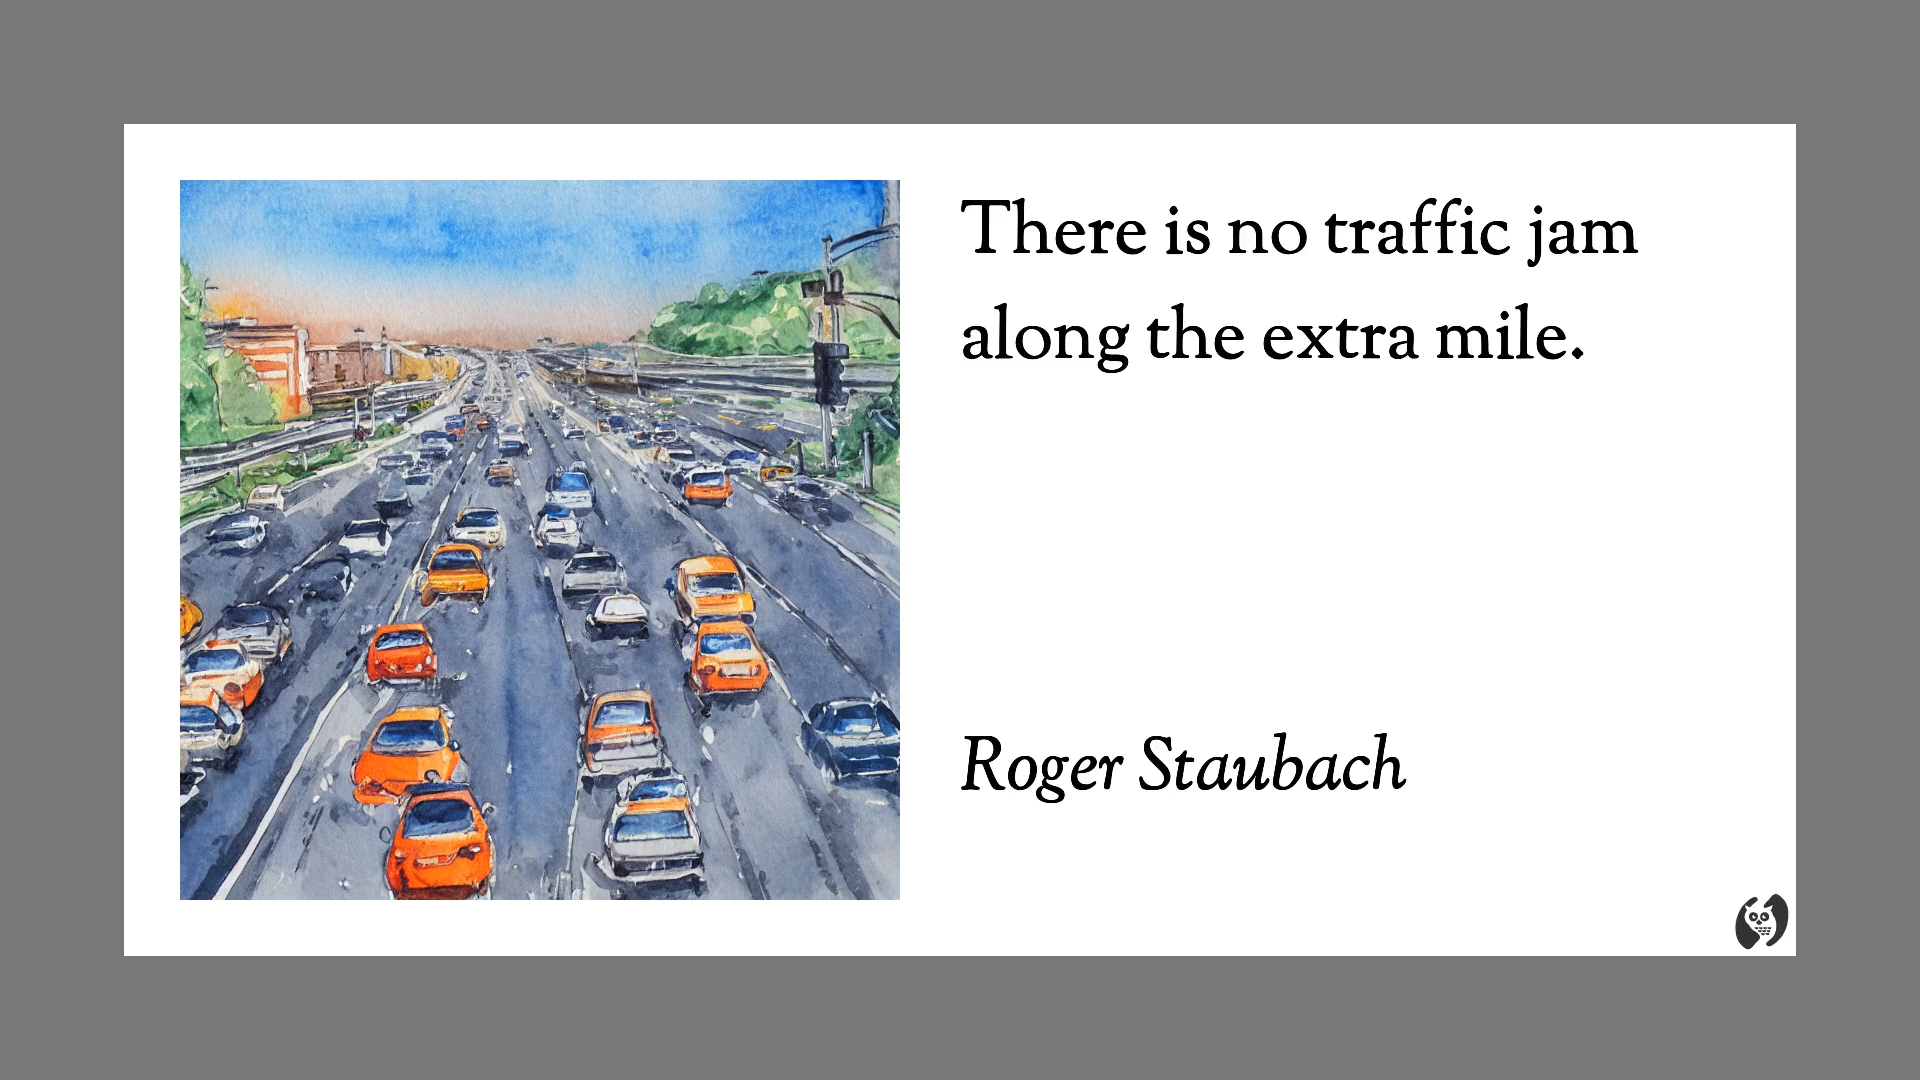 There is no traffic jam
along the extra mile.
Roger Staubach